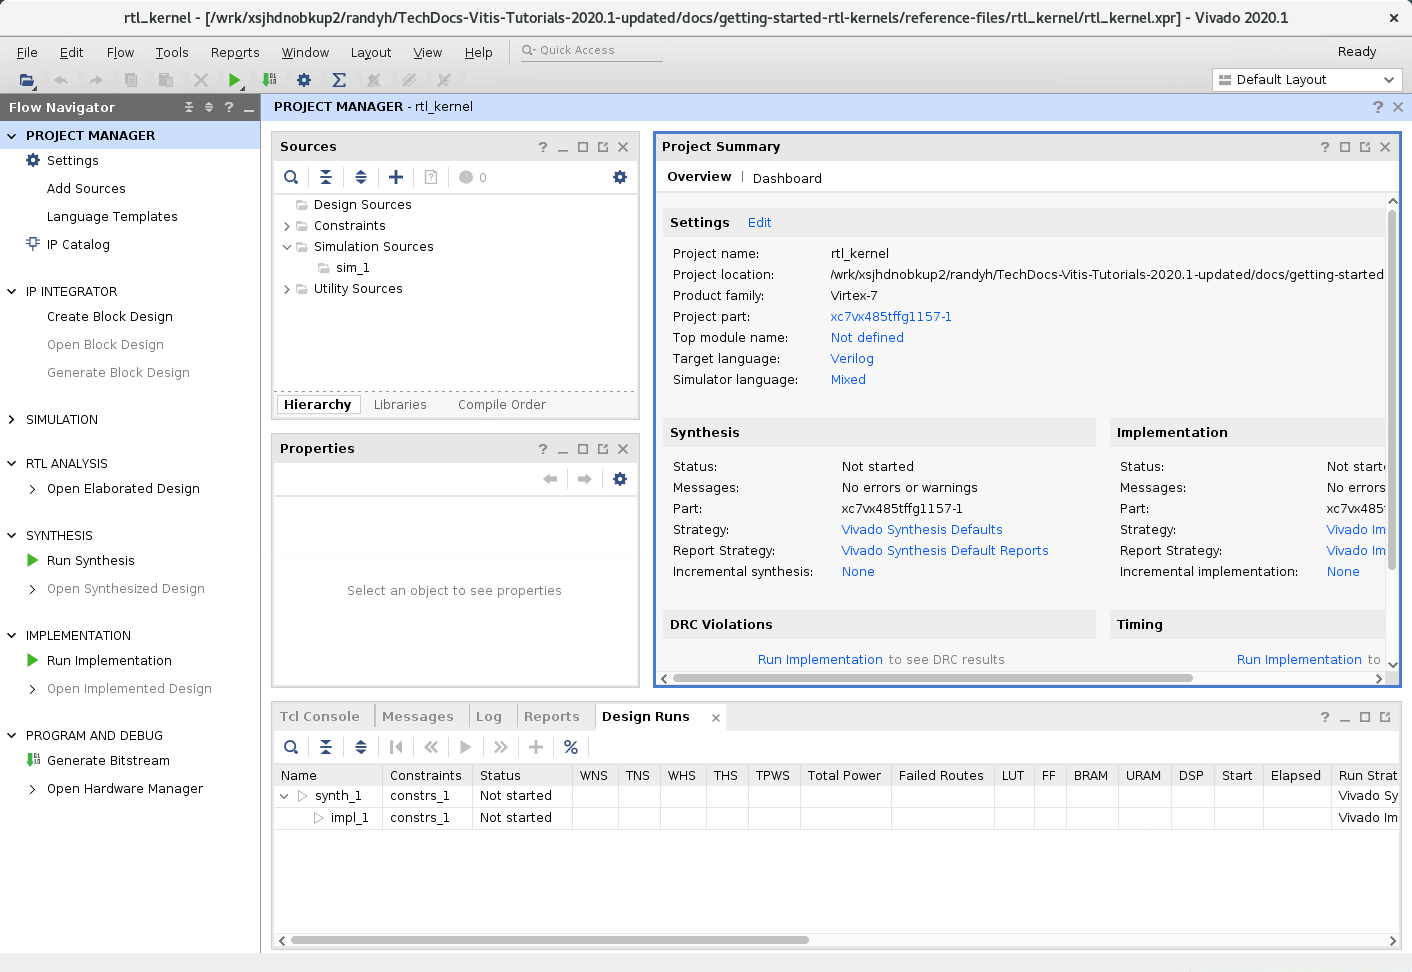 rtl_kernel - [/wrk/xsjhdnobkup2/randyh/TechDocs-Vitis-Tutorials-2020.1-updated/docs/getting-started-rtl-kernels/reference-files/rtl_kernel/rtl_kernel.xpr] - Vivado 2020.1
File Edit Flow Tools Reports Window Layout View Help Quick Access Ready
Default Layout
Flow Navigator
PROJECT MANAGER
Settings
Add Sources
Language Templates
IP Catalog
IP INTEGRATOR
Create Block Design
Open Block Design
Generate Block Design
SIMULATION
RTL ANALYSIS
Open Elaborated Design
SYNTHESIS
Run Synthesis
Open Synthesized Design
IMPLEMENTATION
Run Implementation
Open Implemented Design
PROGRAM AND DEBUG
Generate Bitstream
Open Hardware Manager
PROJECT MANAGER - rtl_kernel
Sources
0
Design Sources
Constraints
Simulation Sources
sim_1
Utility Sources
Hierarchy Libraries Compile Order
Properties
Select an object to see properties
Project Summary
Overview | Dashboard
Settings Edit
Project name: rtl_kernel
Project location: /wrk/xsjhdnobkup2/randyh/TechDocs-Vitis-Tutorials-2020.1-updated/docs/getting-started
Product family: Virtex-7
Project part: xc7vx485tffg1157-1
Top module name: Not defined
Target language: Verilog
Simulator language: Mixed
Synthesis
Status: Not started
Messages: No errors or warnings
Part: xc7vx485tffg1157-1
Strategy: Vivado Synthesis Defaults
Report Strategy: Vivado Synthesis Default Reports
Incremental synthesis: None
Implementation
Status: Not start
Messages: No errors
Part: xc7vx485
Strategy: Vivado Im
Report Strategy: Vivado Im
Incremental implementation: None
DRC Violations
Run Implementation to see DRC results
Timing
Run Implementation to
Tcl Console Messages Log Reports Design Runs
Name Constraints Status WNS TNS WHS THS TPWS Total Power Failed Routes LUT FF BRAM URAM DSP Start Elapsed Run Strat
synth_1 constrs_1 Not started Vivado Sy
impl_1 constrs_1 Not started Vivado Im